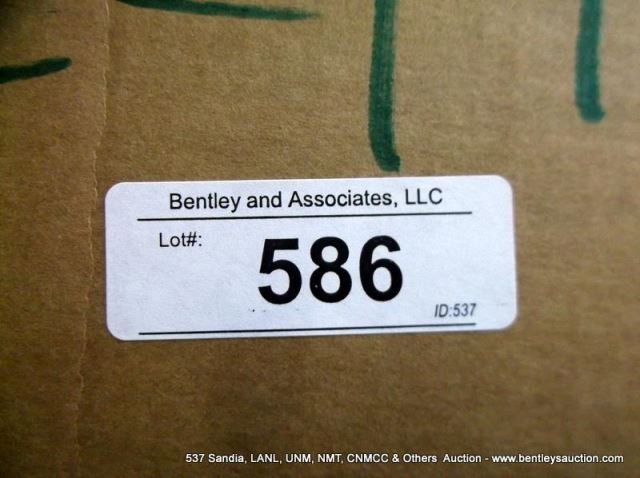 Bentley and Associates, LLC
Lot#:
586
ID:537
537 Sandia, LANL, UNM, NMT, CNMCC & Others Auction - www.bentleysauction.com